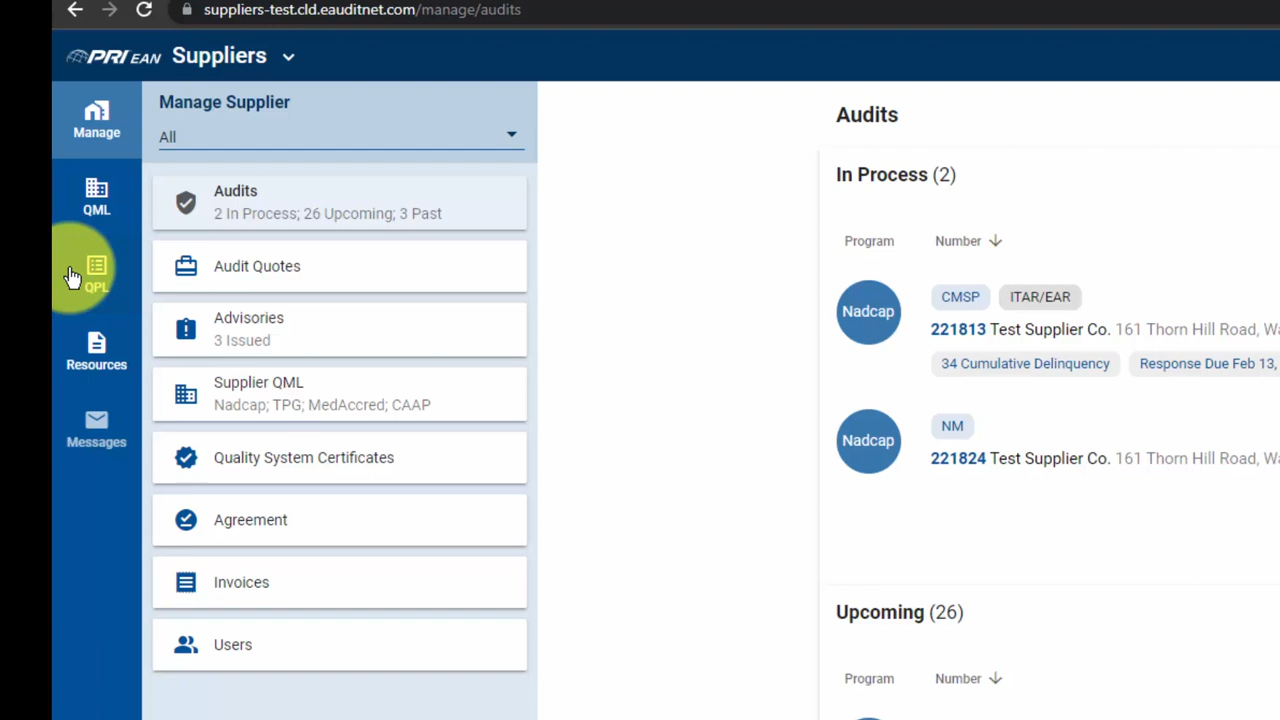 suppliers-test.cld.eauditnet.com/manage/audits
PRI EAN Suppliers
Manage
QML
QPL
Resources
Messages
Manage Supplier
All
Audits
2 In Process; 26 Upcoming; 3 Past
Audit Quotes
Advisories
3 Issued
Supplier QML
Nadcap; TPG; MedAccred; CAAP
Quality System Certificates
Agreement
Invoices
Users
Audits
In Process (2)
Program Number
Nadcap
CMSP ITAR/EAR
221813 Test Supplier Co. 161 Thorn Hill Road, Wa
34 Cumulative Delinquency Response Due Feb 13,
Nadcap
NM
221824 Test Supplier Co. 161 Thorn Hill Road, Wa
Upcoming (26)
Program Number